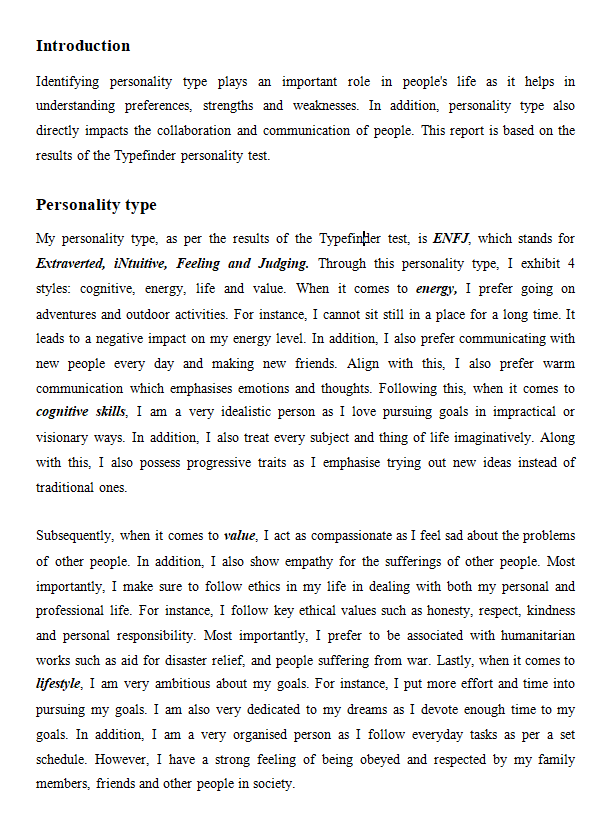 Introduction
Identifying personality type plays an important role in people's life as it helps in
understanding preferences, strengths and weaknesses. In addition, personality type also
directly impacts the collaboration and communication of people. This report is based on the
results of the Typefinder personality test.
Personality type
My personality type, as per the results of the Typefinder test, is ENFJ, which stands for
Extraverted, iNtuitive, Feeling and Judging. Through this personality type, I exhibit 4
styles: cognitive, energy, life and value. When it comes to energy, I prefer going on
adventures and outdoor activities. For instance, I cannot sit still in a place for a long time. It
leads to a negative impact on my energy level. In addition, I also prefer communicating with
new people every day and making new friends. Align with this, I also prefer warm
communication which emphasises emotions and thoughts. Following this, when it comes to
cognitive skills, I am a very idealistic person as I love pursuing goals in impractical or
visionary ways. In addition, I also treat every subject and thing of life imaginatively. Along
with this, I also possess progressive traits as I emphasise trying out new ideas instead of
traditional ones.
Subsequently, when it comes to value, I act as compassionate as I feel sad about the problems
of other people. In addition, I also show empathy for the sufferings of other people. Most
importantly, I make sure to follow ethics in my life in dealing with both my personal and
professional life. For instance, I follow key ethical values such as honesty, respect, kindness
and personal responsibility. Most importantly, I prefer to be associated with humanitarian
works such as aid for disaster relief, and people suffering from war. Lastly, when it comes to
lifestyle, I am very ambitious about my goals. For instance, I put more effort and time into
pursuing my goals. I am also very dedicated to my dreams as I devote enough time to my
goals. In addition, I am a very organised person as I follow everyday tasks as per a set
schedule. However, I have a strong feeling of being obeyed and respected by my family
members, friends and other people in society.